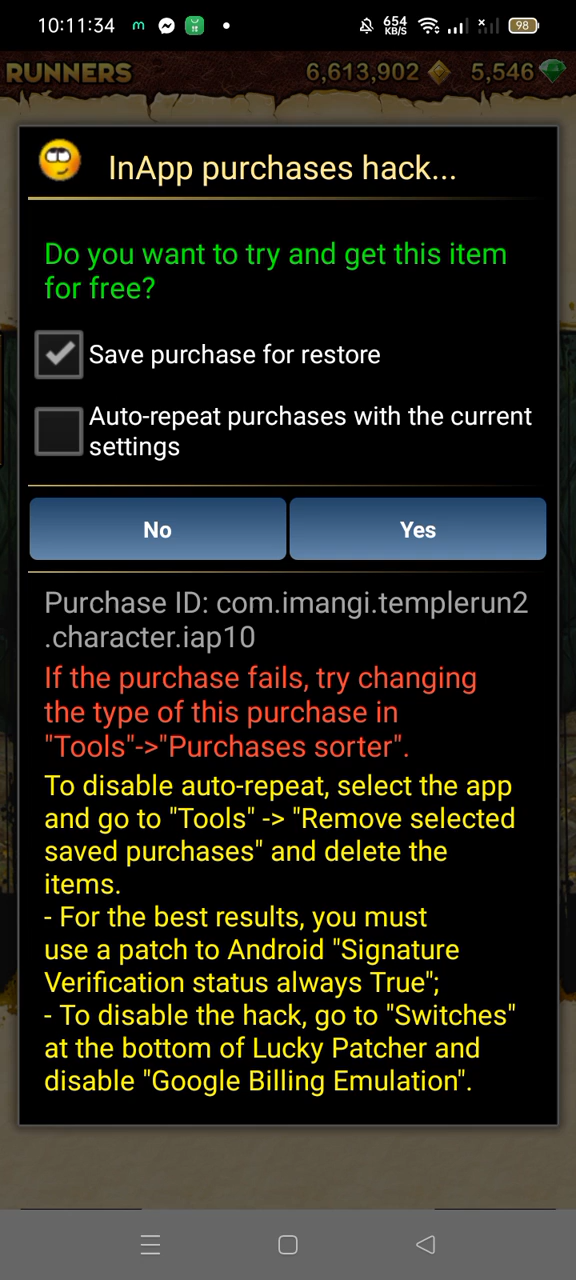 10:11:34 m 654 KB/S 98
RUNNERS 6,613,902 5,546
InApp purchases hack...
Do you want to try and get this item
for free?
Save purchase for restore
Auto-repeat purchases with the current
settings
No Yes
Purchase ID: com.imangi.templerun2
.character.iap10
If the purchase fails, try changing
the type of this purchase in
"Tools"->"Purchases sorter".
To disable auto-repeat, select the app
and go to "Tools" -> "Remove selected
saved purchases" and delete the
items.
- For the best results, you must
use a patch to Android "Signature
Verification status always True";
- To disable the hack, go to "Switches"
at the bottom of Lucky Patcher and
disable "Google Billing Emulation".